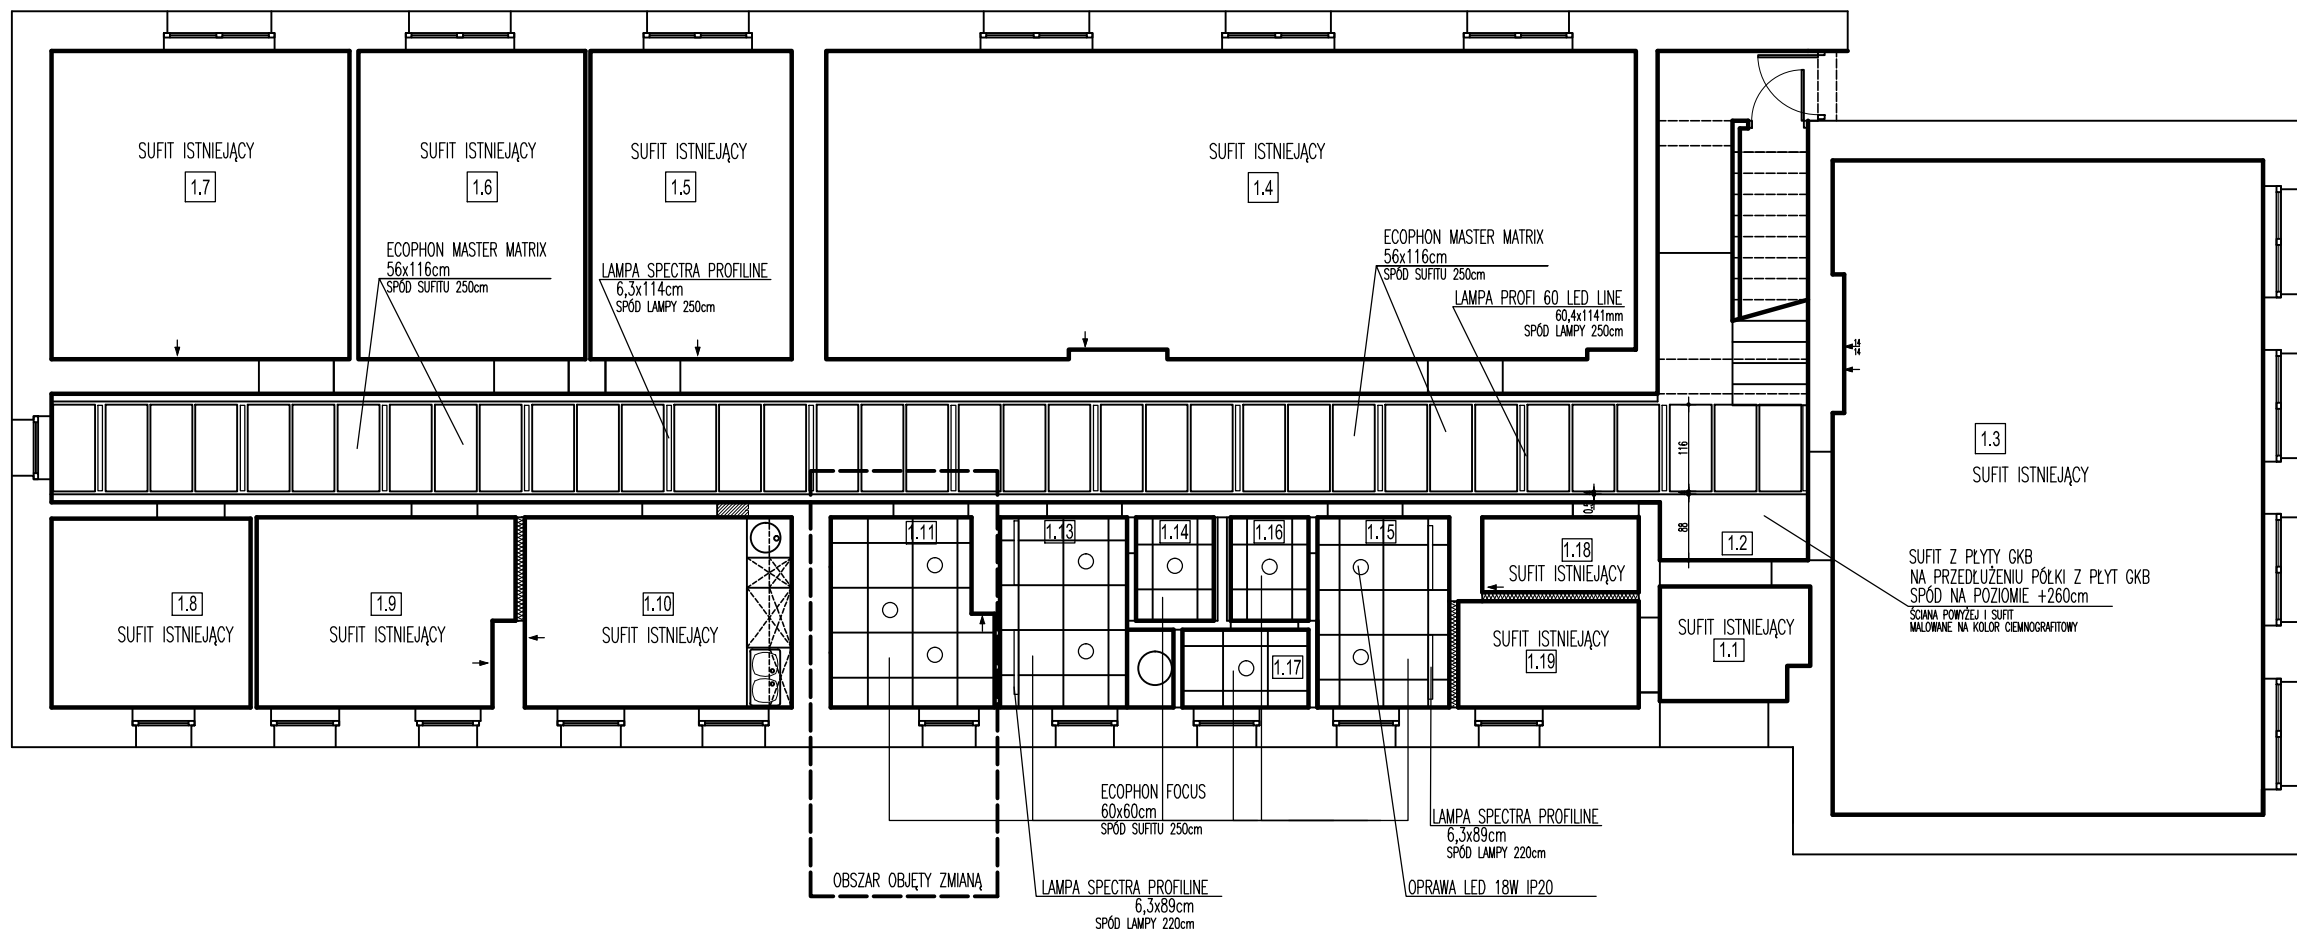 SUFIT ISTNIEJĄCY
1.7
SUFIT ISTNIEJĄCY
1.6
SUFIT ISTNIEJĄCY
1.5
SUFIT ISTNIEJĄCY
1.4
ECOPHON MASTER MATRIX
56x116cm
SPÓD SUFITU 250cm
LAMPA SPECTRA PROFILINE
6,3x114cm
SPÓD LAMPY 250cm
ECOPHON MASTER MATRIX
56x116cm
SPÓD SUFITU 250cm
LAMPA PROFI 60 LED LINE
60,4x1141mm
SPÓD LAMPY 250cm
14
14
1.3
SUFIT ISTNIEJĄCY
116
88
1.8
SUFIT ISTNIEJĄCY
1.9
SUFIT ISTNIEJĄCY
1.10
SUFIT ISTNIEJĄCY
1.11
1.13
1.14
1.16
1.15
1.17
1.18
SUFIT ISTNIEJĄCY
SUFIT ISTNIEJĄCY
1.19
1.2
SUFIT ISTNIEJĄCY
1.1
SUFIT Z PŁYTY GKB
NA PRZEDŁUŻENIU PÓŁKI Z PŁYT GKB
SPÓD NA POZIOMIE +260cm
ŚCIANA POWYŻEJ I SUFIT
MALOWANE NA KOLOR CIEMNOGRAFITOWY
ECOPHON FOCUS
60x60cm
SPÓD SUFITU 250cm
LAMPA SPECTRA PROFILINE
6,3x89cm
SPÓD LAMPY 220cm
OBSZAR OBJĘTY ZMIANĄ
LAMPA SPECTRA PROFILINE
6,3x89cm
SPÓD LAMPY 220cm
OPRAWA LED 18W IP20